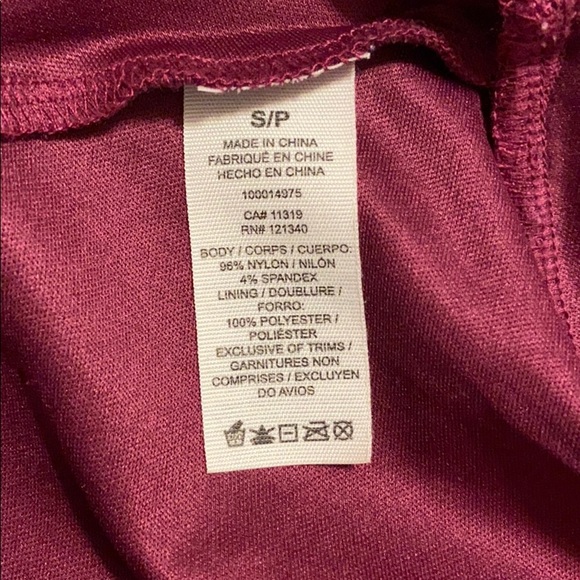 S/P
MADE IN CHINA
FABRIQUÉ EN CHINE
HECHO EN CHINA
100014975
CA# 11319
RN# 121340
BODY / CORPS / CUERPO:
96% NYLON / NILÓN
4% SPANDEX
LINING / DOUBLURE /
FORRO:
100% POLYESTER /
POLIÉSTER
EXCLUSIVE OF TRIMS /
GARNITURES NON
COMPRISES / EXCLUYEN
DO AVIOS